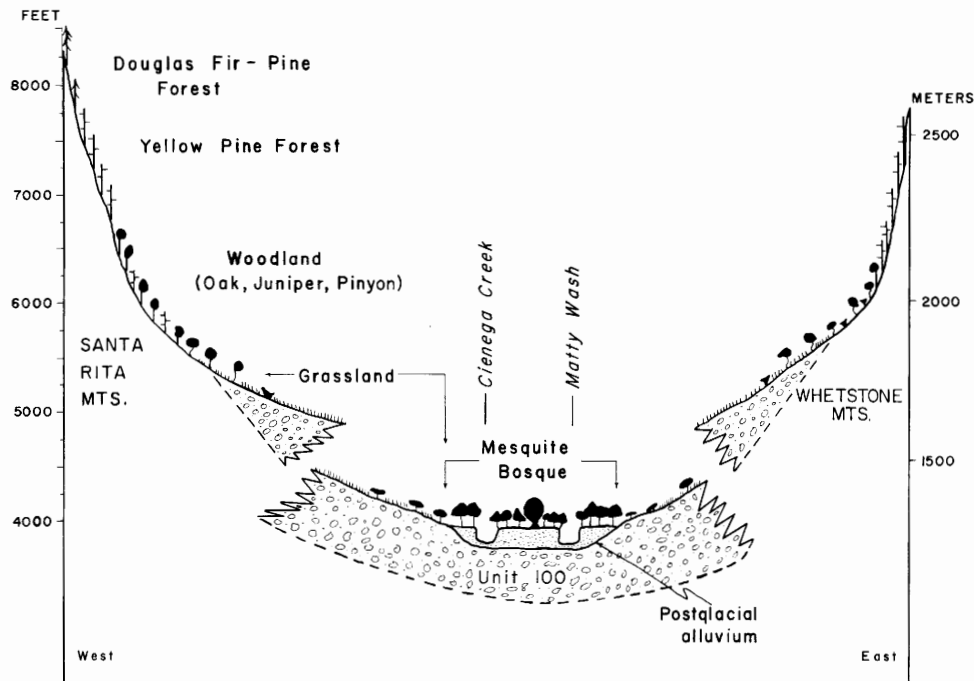 FEET
8000
7000
6000
5000
4000
Douglas Fir-Pine
Forest
Yellow Pine Forest
Woodland
(Oak, Juniper, Pinyon)
SANTA
RITA
MTS.
Grassland
Cienega Creek
Matty Wash
Mesquite
Bosque
Unit 100
Postglacial
alluvium
WHETSTONE
MTS.
METERS
2500
2000
1500
West
East